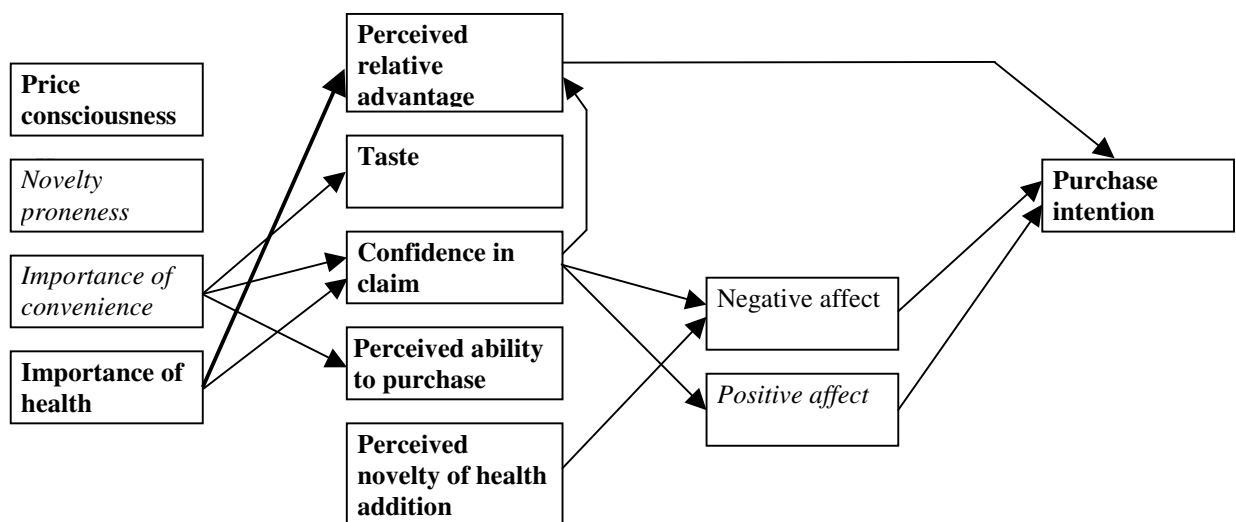 Price
consciousness
Novelty
proneness
Importance of
convenience
Importance of
health
Perceived
relative
advantage
Taste
Confidence in
claim
Perceived ability
to purchase
Perceived
novelty of health
addition
Negative affect
Positive affect
Purchase
intention